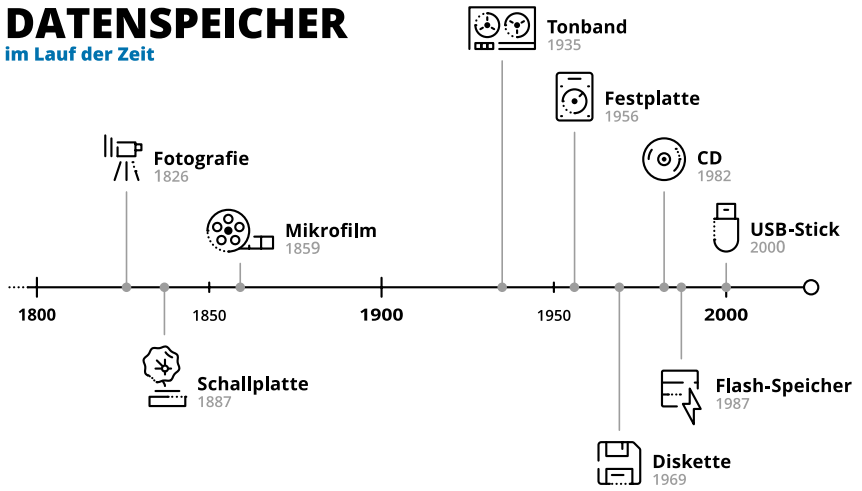 DATENSPEICHER
im Lauf der Zeit
Tonband
1935
Festplatte
1956
Fotografie
1826
CD
1982
Mikrofilm
1859
USB-Stick
2000
1800
1850
1900
1950
2000
Schallplatte
1887
Flash-Speicher
1987
Diskette
1969